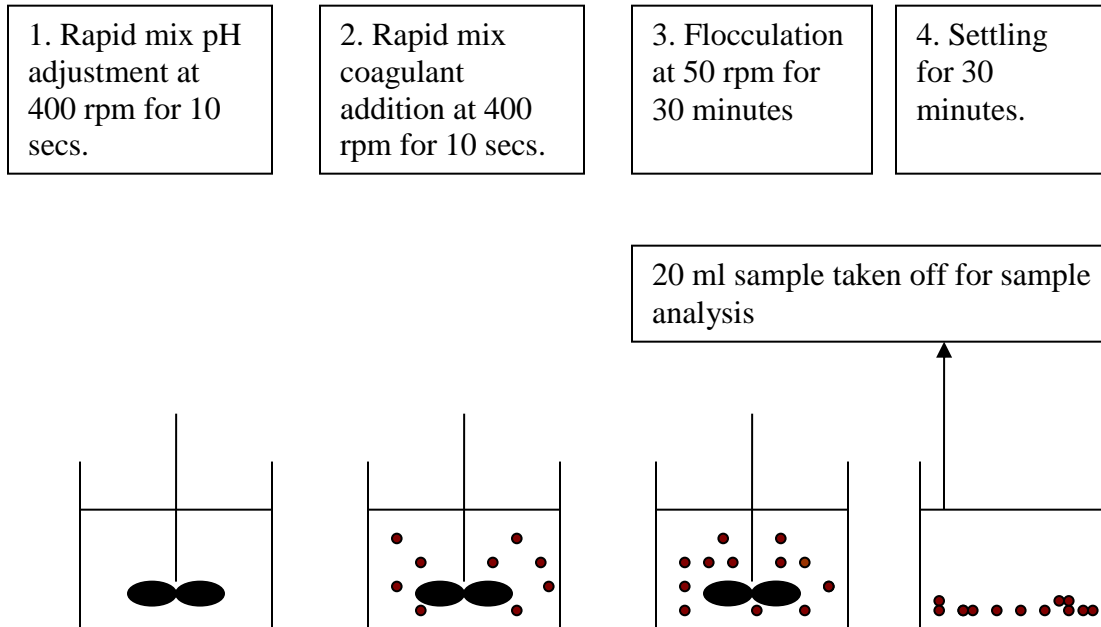 1. Rapid mix pH
adjustment at
400 rpm for 10
secs.
2. Rapid mix
coagulant
addition at 400
rpm for 10 secs.
3. Flocculation
at 50 rpm for
30 minutes
4. Settling
for 30
minutes.
20 ml sample taken off for sample
analysis